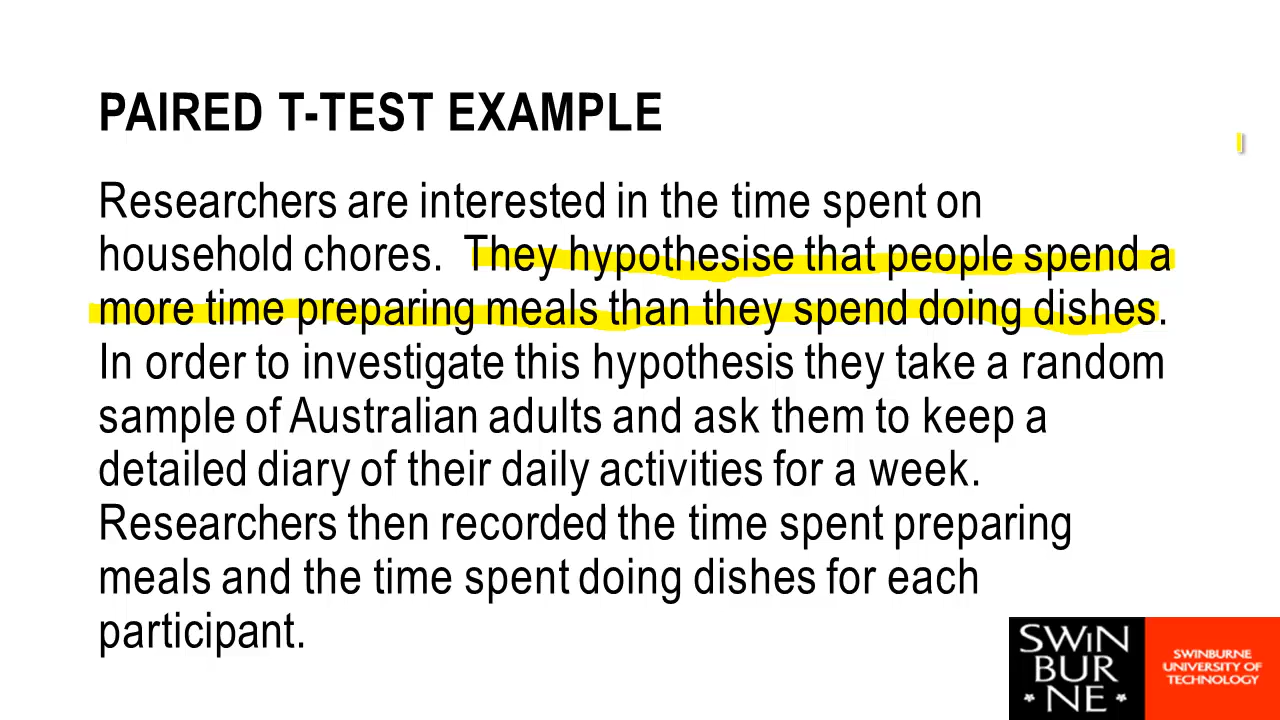 PAIRED T-TEST EXAMPLE
Researchers are interested in the time spent on
household chores. They hypothesise that people spend a
more time preparing meals than they spend doing dishes.
In order to investigate this hypothesis they take a random
sample of Australian adults and ask them to keep a
detailed diary of their daily activities for a week.
Researchers then recorded the time spent preparing
meals and the time spent doing dishes for each
participant.
SWiN
BUR
NE
SWINBURNE
UNIVERSITY OF
TECHNOLOGY